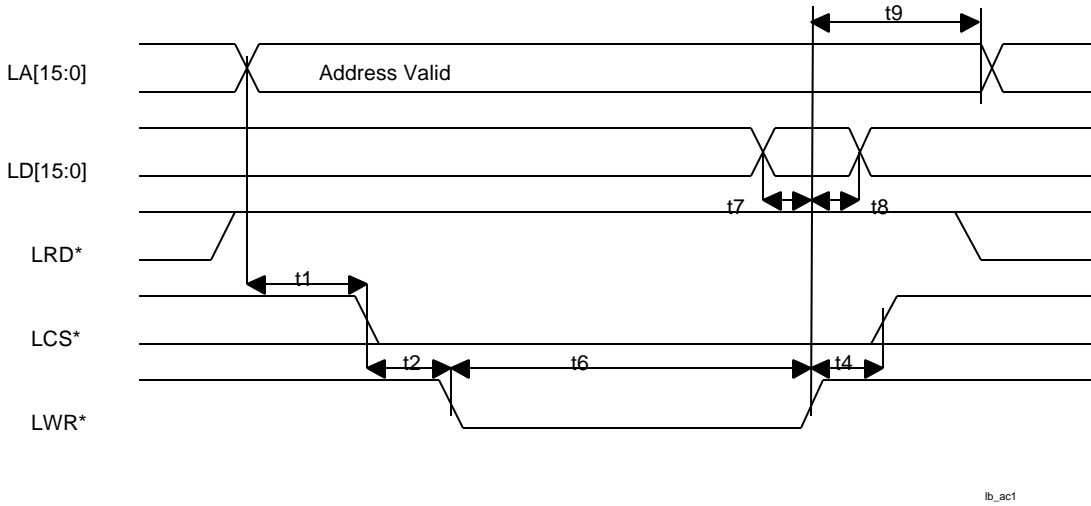 t9
LA[15:0]
Address Valid
LD[15:0]
t7
t8
LRD*
t1
LCS*
t2
t6
t4
LWR*
lb_ac1